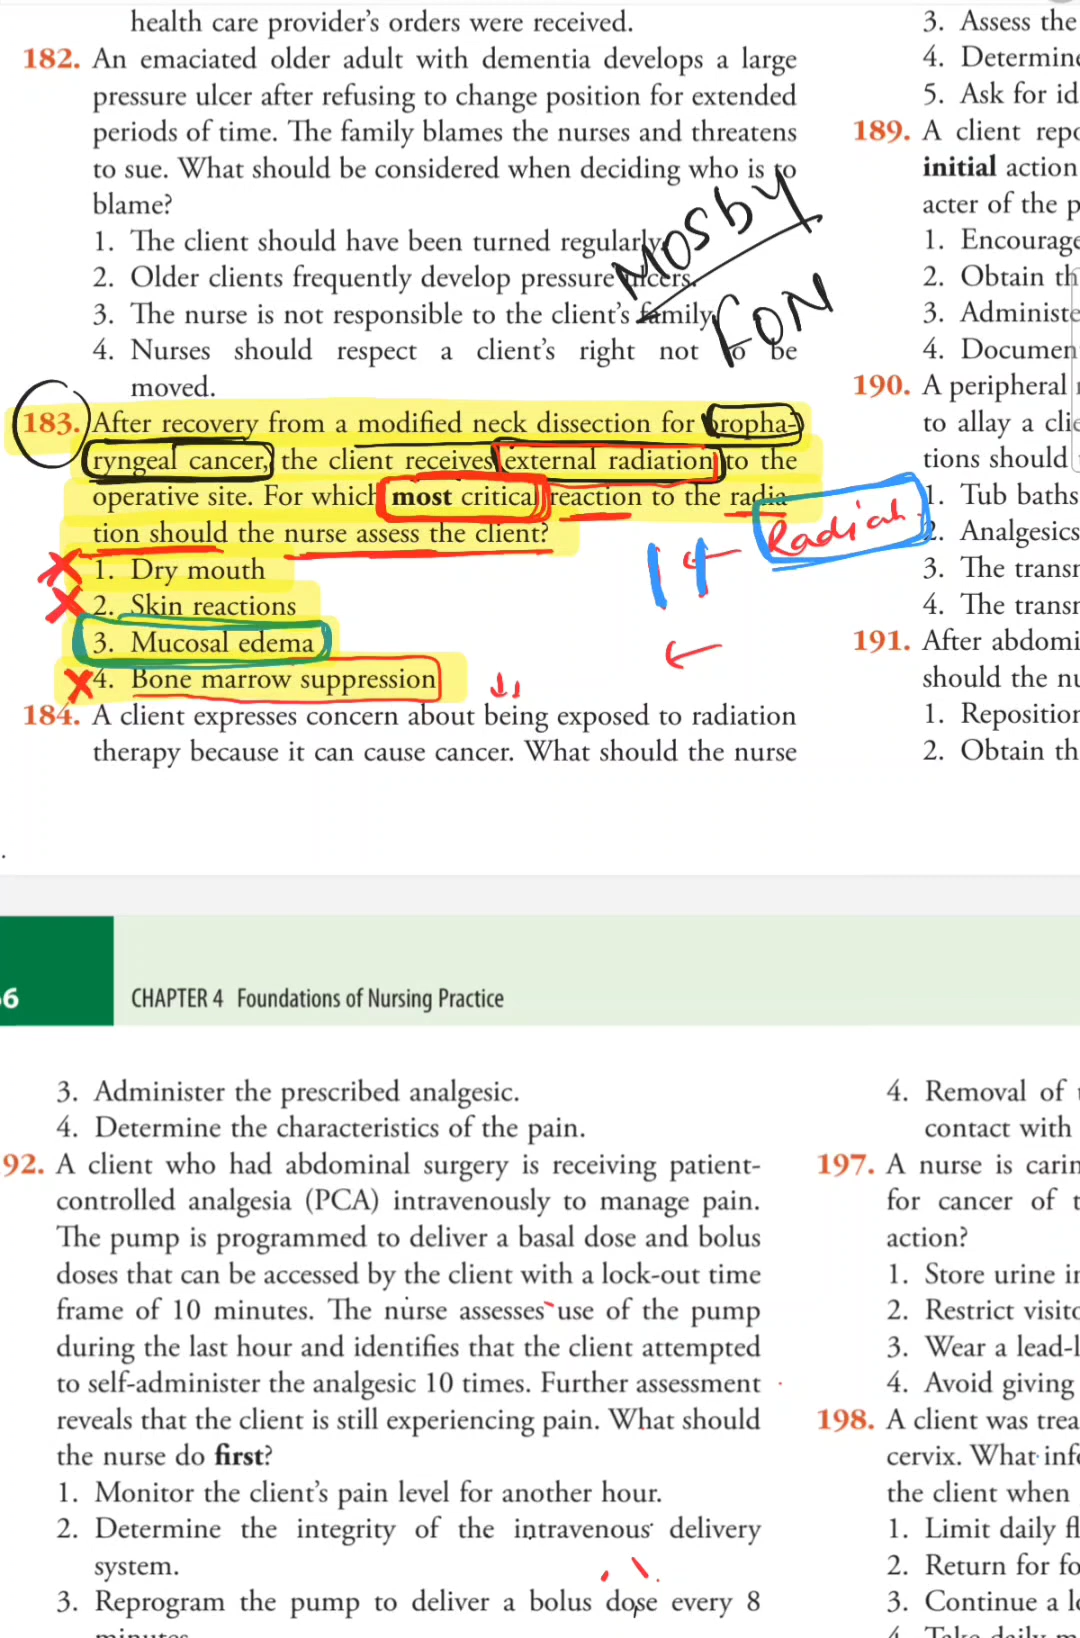 health care provider's orders were received.
182. An emaciated older adult with dementia develops a large
pressure ulcer after refusing to change position for extended
periods of time. The family blames the nurses and threatens
to sue. What should be considered when deciding who is to
blame?
1. The client should have been turned regularly.
2. Older clients frequently develop pressure ulcers.
3. The nurse is not responsible to the client's family.
4. Nurses should respect a client's right not to be
moved.
MOSBY
FON
183. After recovery from a modified neck dissection for oropha-
ryngeal cancer, the client receives external radiation to the
operative site. For which most critical reaction to the radia-
tion should the nurse assess the client?
1. Dry mouth
2. Skin reactions
3. Mucosal edema
4. Bone marrow suppression
184. A client expresses concern about being exposed to radiation
therapy because it can cause cancer. What should the nurse
3. Assess the
4. Determine
5. Ask for id
189. A client repo
initial action
acter of the p
1. Encourage
2. Obtain th
3. Administe
4. Document
190. A peripheral
to allay a clie
tions should
1. Tub baths
2. Analgesics
3. The transm
4. The transm
191. After abdomi
should the nu
1. Reposition
2. Obtain th
6
CHAPTER 4 Foundations of Nursing Practice
3. Administer the prescribed analgesic.
4. Determine the characteristics of the pain.
92. A client who had abdominal surgery is receiving patient-
controlled analgesia (PCA) intravenously to manage pain.
The pump is programmed to deliver a basal dose and bolus
doses that can be accessed by the client with a lock-out time
frame of 10 minutes. The nurse assesses use of the pump
during the last hour and identifies that the client attempted
to self-administer the analgesic 10 times. Further assessment
reveals that the client is still experiencing pain. What should
the nurse do first?
1. Monitor the client's pain level for another hour.
2. Determine the integrity of the intravenous delivery
system.
3. Reprogram the pump to deliver a bolus dose every 8
minutes.
4. Removal of
contact with
197. A nurse is carin
for cancer of t
action?
1. Store urine in
2. Restrict visito
3. Wear a lead-l
4. Avoid giving
198. A client was trea
cervix. What info
the client when
1. Limit daily fl
2. Return for fo
3. Continue a lo